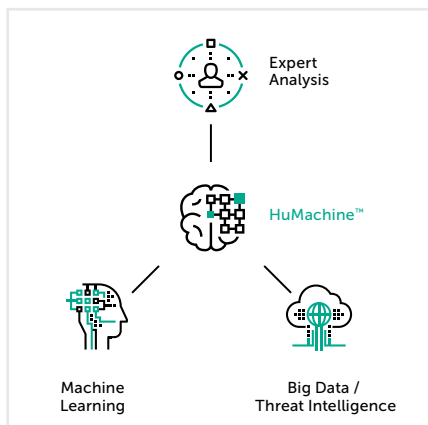 Expert
Analysis
HuMachine™
Machine
Learning
Big Data /
Threat Intelligence